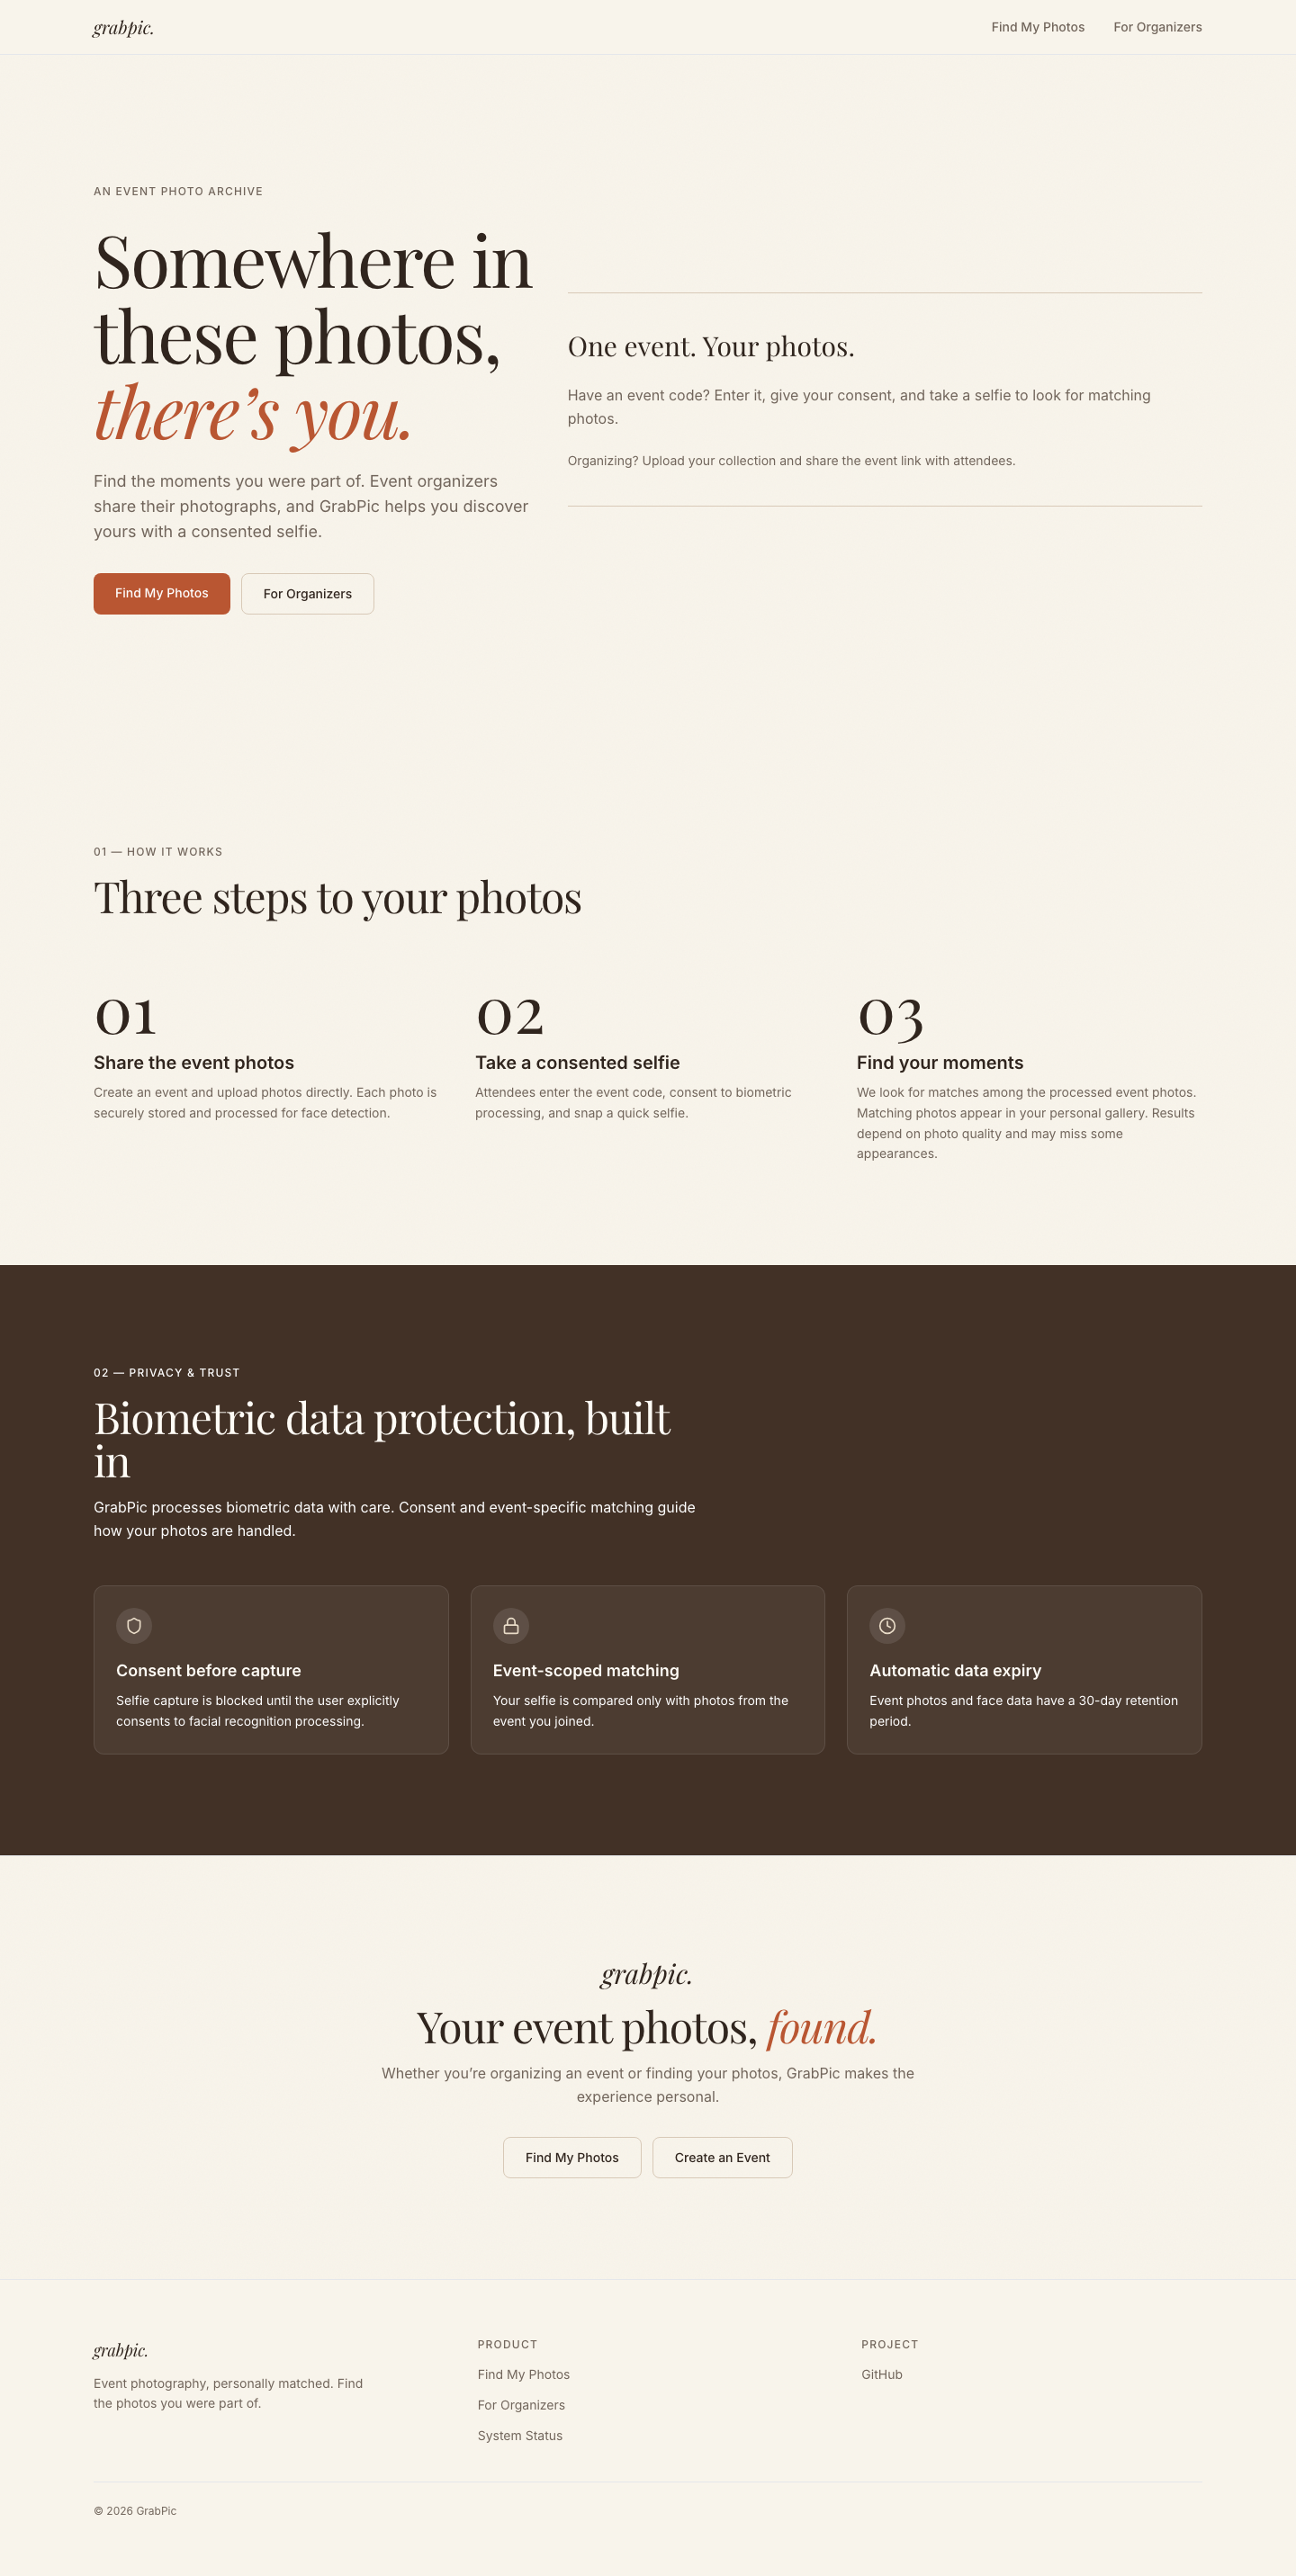 grabpic.
Find My Photos
For Organizers
AN EVENT PHOTO ARCHIVE
Somewhere in
these photos,
there’s you.
Find the moments you were part of. Event organizers
share their photographs, and GrabPic helps you discover
yours with a consented selfie.
Find My Photos
For Organizers
One event. Your photos.
Have an event code? Enter it, give your consent, and take a selfie to look for matching
photos.
Organizing? Upload your collection and share the event link with attendees.
01 — HOW IT WORKS
Three steps to your photos
01
Share the event photos
Create an event and upload photos directly. Each photo is
securely stored and processed for face detection.
02
Take a consented selfie
Attendees enter the event code, consent to biometric
processing, and snap a quick selfie.
03
Find your moments
We look for matches among the processed event photos.
Matching photos appear in your personal gallery. Results
depend on photo quality and may miss some
appearances.
02 — PRIVACY & TRUST
Biometric data protection, built
in
GrabPic processes biometric data with care. Consent and event-specific matching guide
how your photos are handled.
Consent before capture
Selfie capture is blocked until the user explicitly
consents to facial recognition processing.
Event-scoped matching
Your selfie is compared only with photos from the
event you joined.
Automatic data expiry
Event photos and face data have a 30-day retention
period.
grabpic.
Your event photos, found.
Whether you’re organizing an event or finding your photos, GrabPic makes the
experience personal.
Find My Photos
Create an Event
grabpic.
Event photography, personally matched. Find
the photos you were part of.
PRODUCT
Find My Photos
For Organizers
System Status
PROJECT
GitHub
© 2026 GrabPic